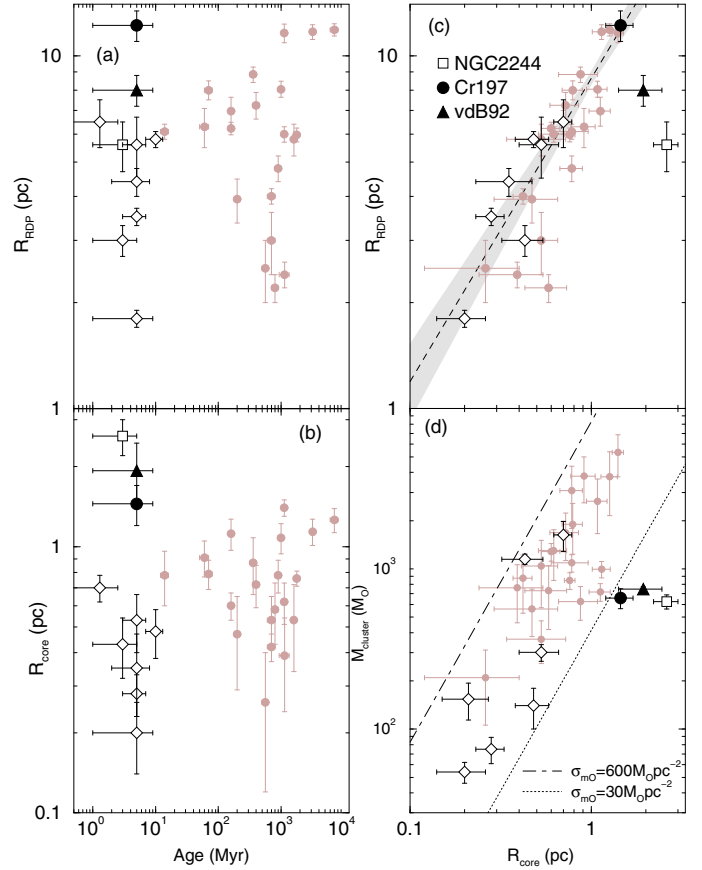 (a)
(c)
NGC2244
Cr197
vdB92
10
R_RDP (pc)
R_RDP (pc)
1
(b)
(d)
1
R_core (pc)
M_cluster (M_O)
10^3
10^2
σ_mO=600M_Opc^-2
σ_mO=30M_Opc^-2
0.1
10^0 10^1 10^2 10^3 10^4
0.1 1
Age (Myr)
R_core (pc)